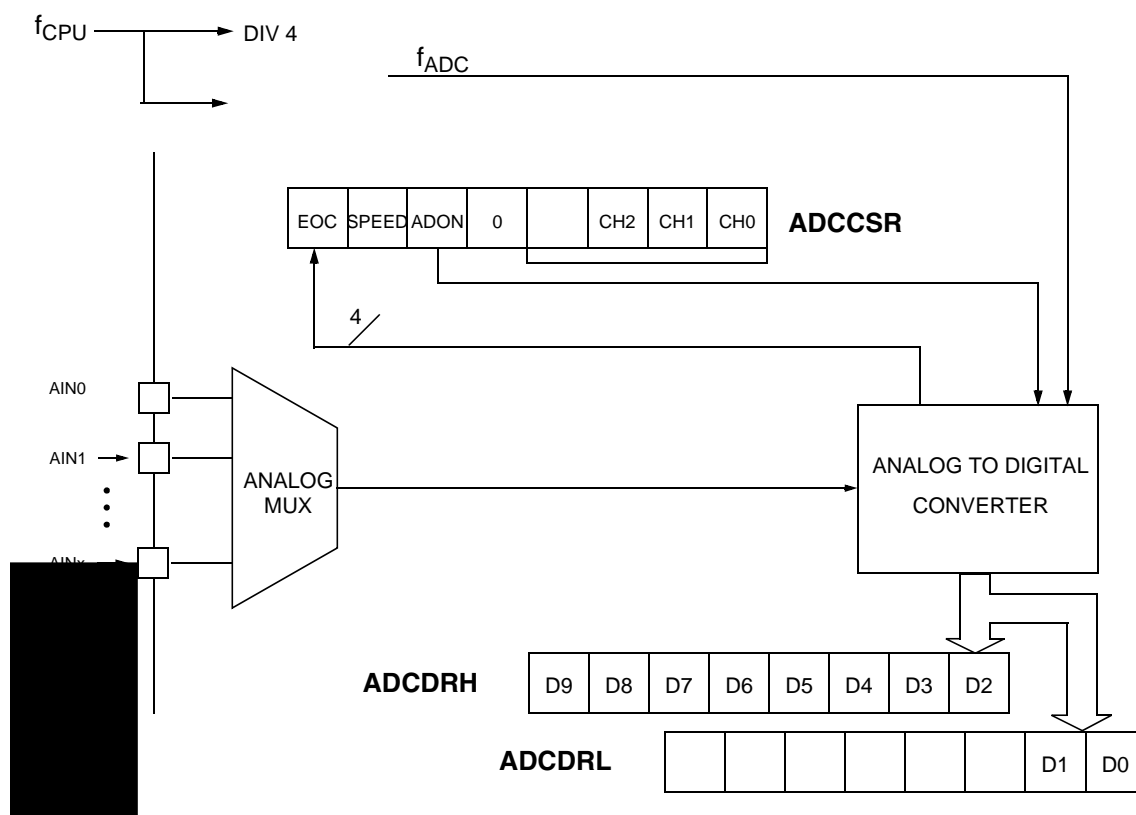 fCPU DIV 4
fADC
EOC SPEED ADON 0 CH2 CH1 CH0 ADCCSR
4
AIN0
AIN1
ANALOG
MUX
ANALOG TO DIGITAL
CONVERTER
AINx
ADCDRH D9 D8 D7 D6 D5 D4 D3 D2
ADCDRL D1 D0